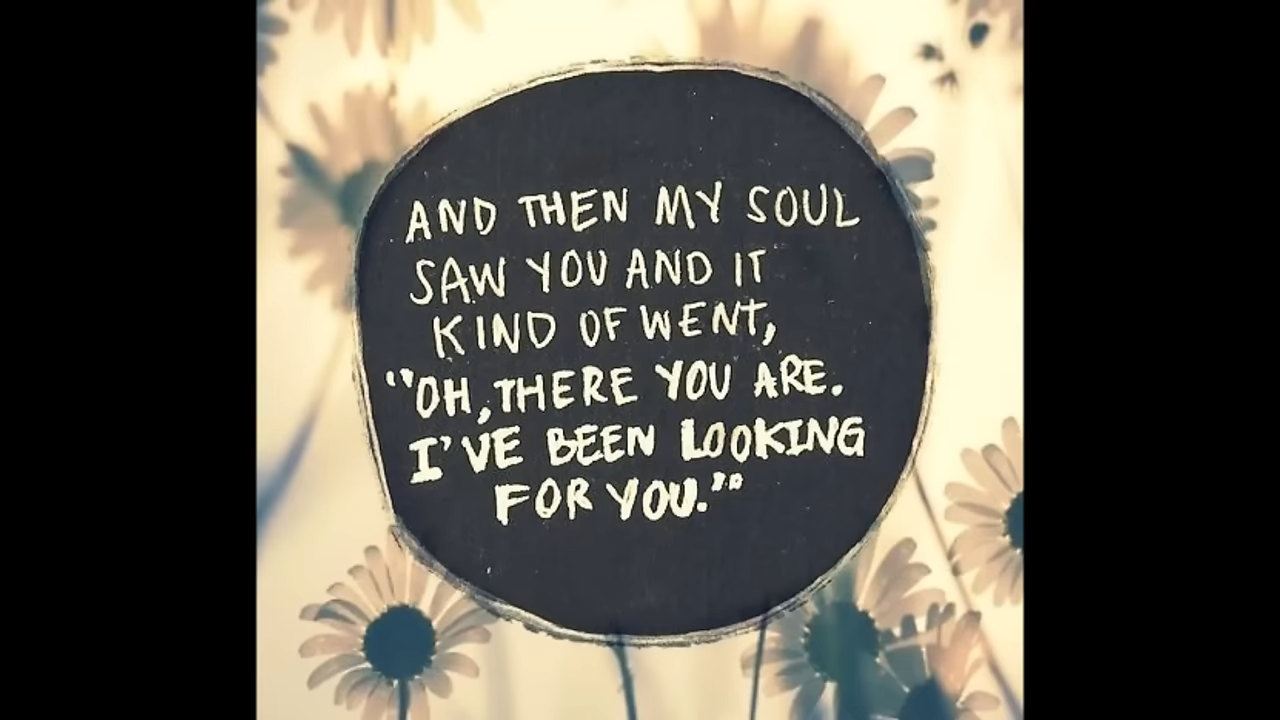 AND THEN MY SOUL
SAW YOU AND IT
KIND OF WENT,
"OH, THERE YOU ARE.
I'VE BEEN LOOKING
FOR YOU."